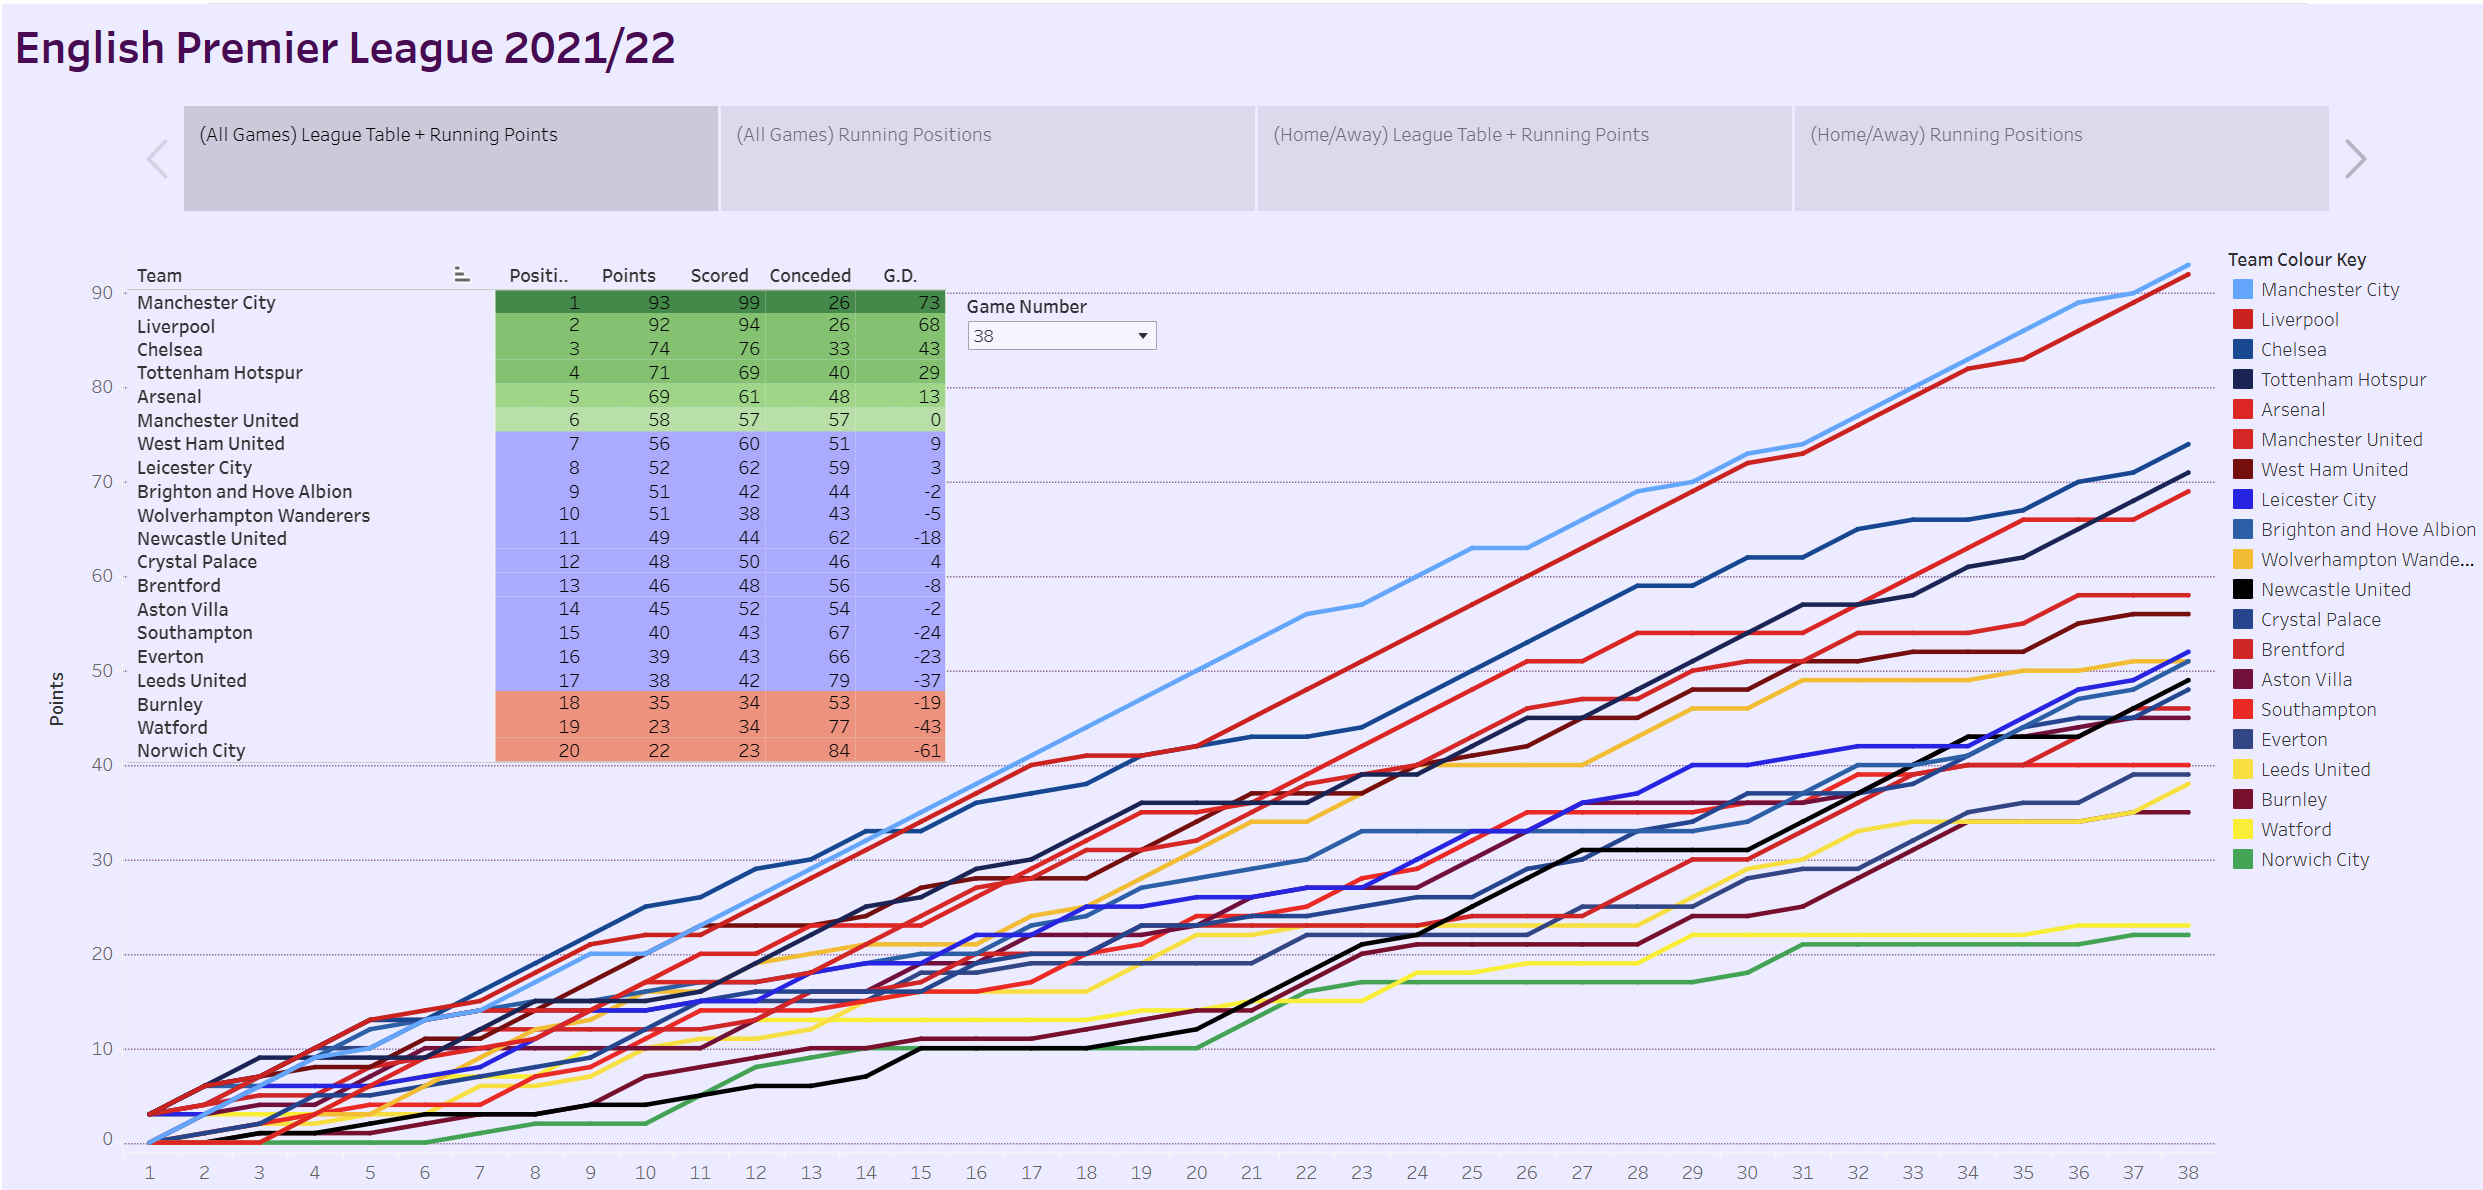 English Premier League 2021/22
(All Games) League Table + Running Points
(All Games) Running Positions
(Home/Away) League Table + Running Points
(Home/Away) Running Positions
Team Positi.. Points Scored Conceded G.D.
Manchester City 1 93 99 26 73
Liverpool 2 92 94 26 68
Chelsea 3 74 76 33 43
Tottenham Hotspur 4 71 69 40 29
Arsenal 5 69 61 48 13
Manchester United 6 58 57 57 0
West Ham United 7 56 60 51 9
Leicester City 8 52 62 59 3
Brighton and Hove Albion 9 51 42 44 -2
Wolverhampton Wanderers 10 51 38 43 -5
Newcastle United 11 49 44 62 -18
Crystal Palace 12 48 50 46 4
Brentford 13 46 48 56 -8
Aston Villa 14 45 52 54 -2
Southampton 15 40 43 67 -24
Everton 16 39 43 66 -23
Leeds United 17 38 42 79 -37
Burnley 18 35 34 53 -19
Watford 19 23 34 77 -43
Norwich City 20 22 23 84 -61
Game Number
38
Points
90
80
70
60
50
40
30
20
10
0
1 2 3 4 5 6 7 8 9 10 11 12 13 14 15 16 17 18 19 20 21 22 23 24 25 26 27 28 29 30 31 32 33 34 35 36 37 38
Team Colour Key
Manchester City
Liverpool
Chelsea
Tottenham Hotspur
Arsenal
Manchester United
West Ham United
Leicester City
Brighton and Hove Albion
Wolverhampton Wande...
Newcastle United
Crystal Palace
Brentford
Aston Villa
Southampton
Everton
Leeds United
Burnley
Watford
Norwich City